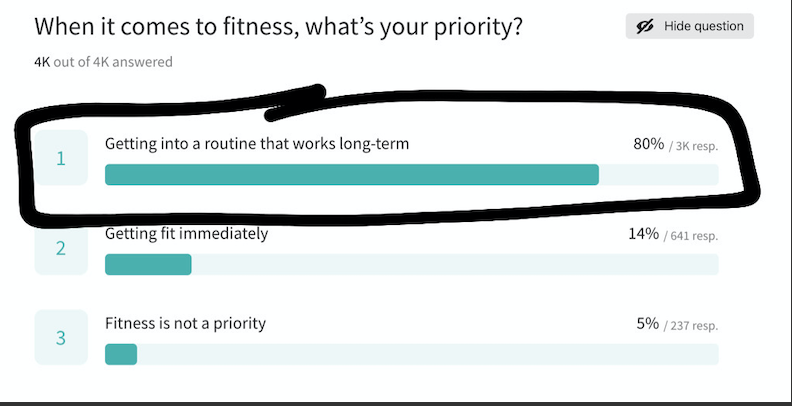 When it comes to fitness, what’s your priority?
Hide question
4K out of 4K answered
1
Getting into a routine that works long-term
80% / 3K resp.
2
Getting fit immediately
14% / 641 resp.
3
Fitness is not a priority
5% / 237 resp.